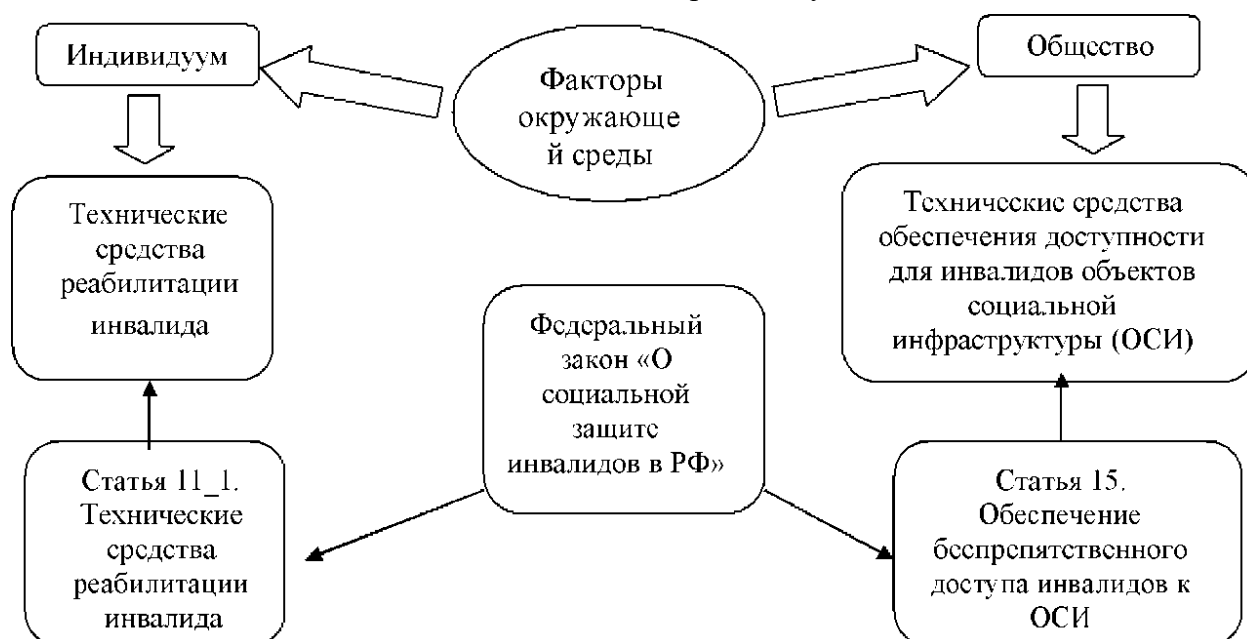 Индивидуум
Факторы
окружающе
й среды
Общество
Технические
средства
реабилитации
инвалида
Технические средства
обеспечения доступности
для инвалидов объектов
социальной
инфраструктуры (ОСИ)
Федеральный
закон «О
социальной
защите
инвалидов в РФ»
Статья 11_1.
Технические
средства
реабилитации
инвалида
Статья 15.
Обеспечение
беспрепятственного
доступа инвалидов к
ОСИ